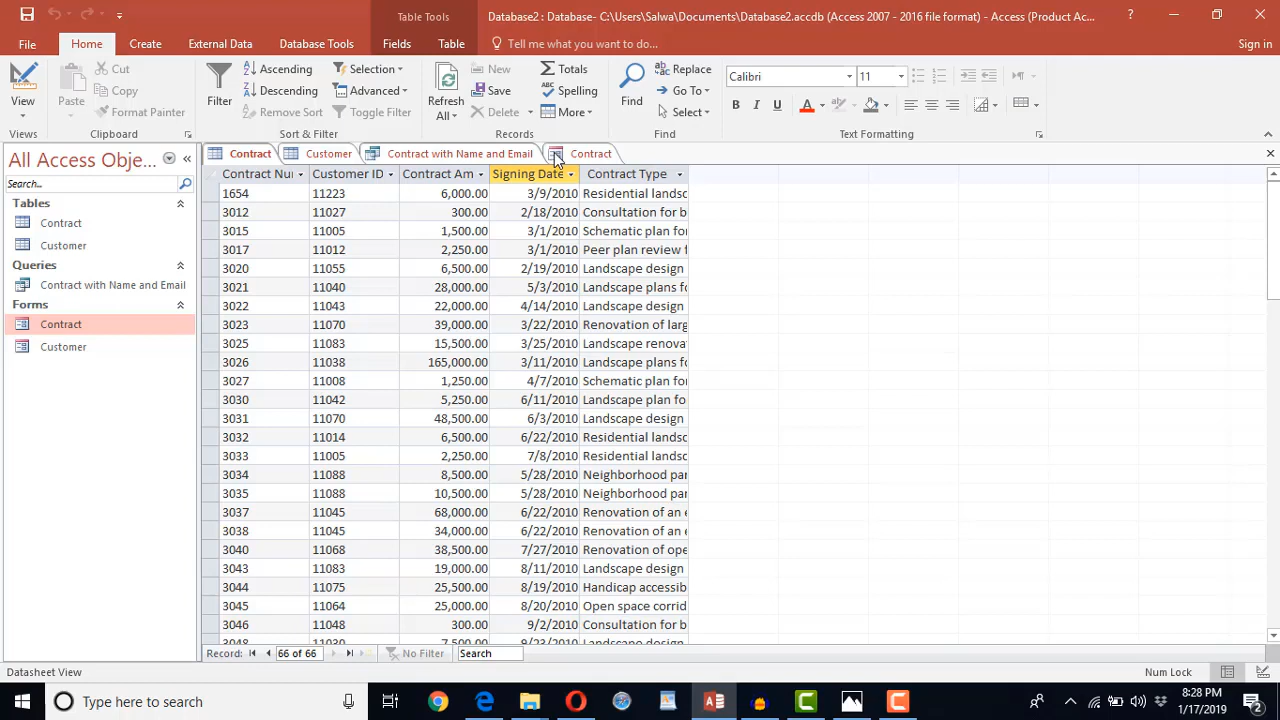 Table Tools
Database2 : Database- C:\Users\Salwa\Documents\Database2.accdb (Access 2007 - 2016 file format) - Access (Product Ac...
File Home Create External Data Database Tools Fields Table Tell me what you want to do... Sign in
View
Views
Paste
Cut
Copy
Format Painter
Clipboard
Filter
Ascending
Descending
Remove Sort
Selection
Advanced
Toggle Filter
Sort & Filter
Refresh All
New
Save
Delete
Totals
Spelling
More
Records
Find
Replace
Go To
Select
Find
Calibri 11
B I U A
Text Formatting
All Access Obje...
Search...
Tables
Contract
Customer
Queries
Contract with Name and Email
Forms
Contract
Customer
Contract Customer Contract with Name and Email Contract
Contract Nu Customer ID Contract Am Signing Date Contract Type
1654 11223 6,000.00 3/9/2010 Residential landsc
3012 11027 300.00 2/18/2010 Consultation for b
3015 11005 1,500.00 3/1/2010 Schematic plan for
3017 11012 2,250.00 3/1/2010 Peer plan review f
3020 11055 6,500.00 2/19/2010 Landscape design
3021 11040 28,000.00 5/3/2010 Landscape plans fo
3022 11043 22,000.00 4/14/2010 Landscape design
3023 11070 39,000.00 3/22/2010 Renovation of larg
3025 11083 15,500.00 3/25/2010 Landscape renova
3026 11038 165,000.00 3/11/2010 Landscape plans fo
3027 11008 1,250.00 4/7/2010 Schematic plan for
3030 11042 5,250.00 6/11/2010 Landscape plan fo
3031 11070 48,500.00 6/3/2010 Landscape design
3032 11014 6,500.00 6/22/2010 Residential landsc
3033 11005 2,250.00 7/8/2010 Residential landsc
3034 11088 8,500.00 5/28/2010 Neighborhood par
3035 11088 10,500.00 5/28/2010 Neighborhood par
3037 11045 68,000.00 6/22/2010 Renovation of an e
3038 11045 34,000.00 6/22/2010 Renovation of an e
3040 11068 38,500.00 7/27/2010 Renovation of ope
3043 11083 19,000.00 8/11/2010 Landscape design
3044 11075 25,500.00 8/19/2010 Handicap accessib
3045 11064 25,000.00 8/20/2010 Open space corrid
3046 11048 300.00 9/2/2010 Consultation for b
3048 11030 7,500.00 9/23/2010 Landscape design
Record: 66 of 66 No Filter Search
Datasheet View Num Lock
Type here to search
8:28 PM
1/17/2019
2